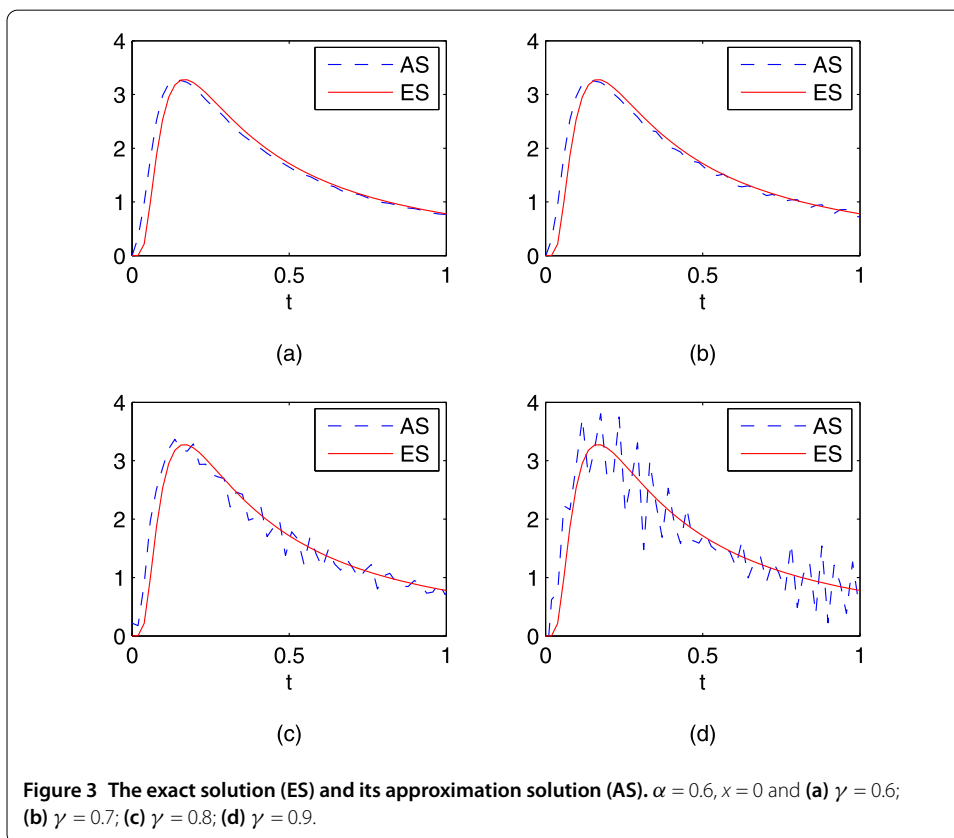 4
3
2
1
0
0
0.5
1
t
AS
ES
(a)
4
3
2
1
0
0
0.5
1
t
AS
ES
(b)
4
3
2
1
0
0
0.5
1
t
AS
ES
(c)
4
3
2
1
0
0
0.5
1
t
AS
ES
(d)
Figure 3 The exact solution (ES) and its approximation solution (AS). α = 0.6, x = 0 and (a) γ = 0.6;
(b) γ = 0.7; (c) γ = 0.8; (d) γ = 0.9.